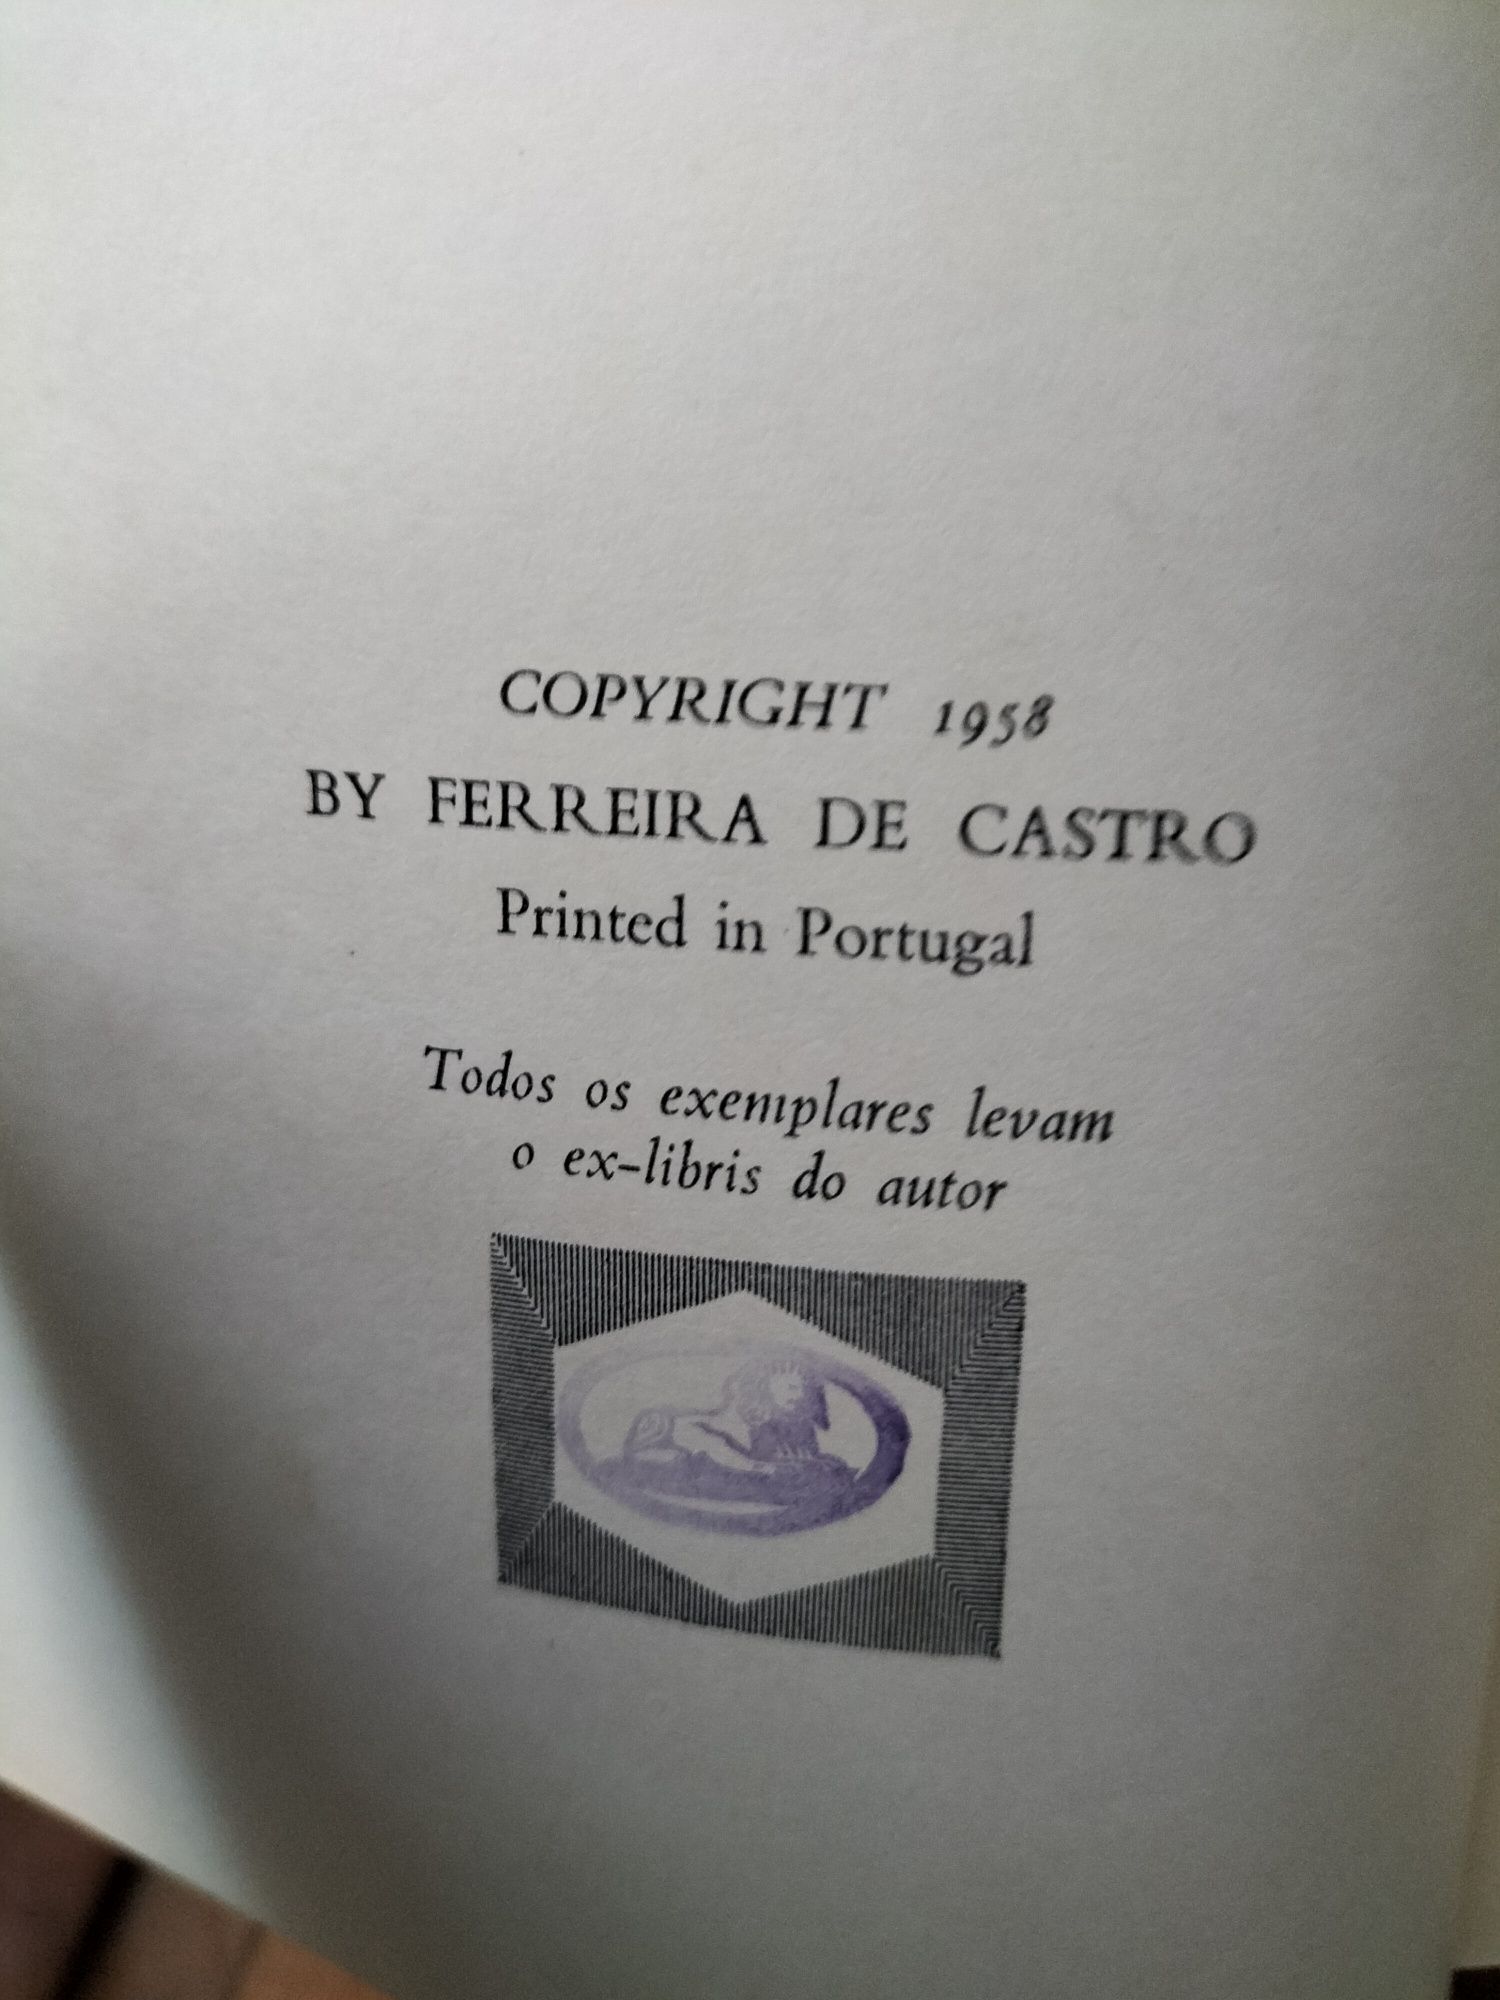 COPYRIGHT 1958
BY FERREIRA DE CASTRO
Printed in Portugal
Todos os exemplares levam
o ex-libris do autor